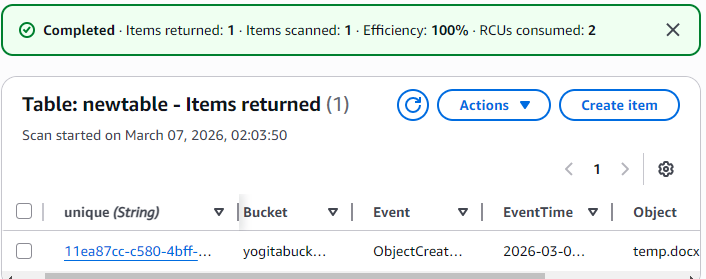 Completed · Items returned: 1 · Items scanned: 1 · Efficiency: 100% · RCUs consumed: 2
Table: newtable - Items returned (1)
Actions
Create item
Scan started on March 07, 2026, 02:03:50
1
unique (String) Bucket Event EventTime Object
11ea87cc-c580-4bff-... yogitabuck... ObjectCreat... 2026-03-0... temp.docx